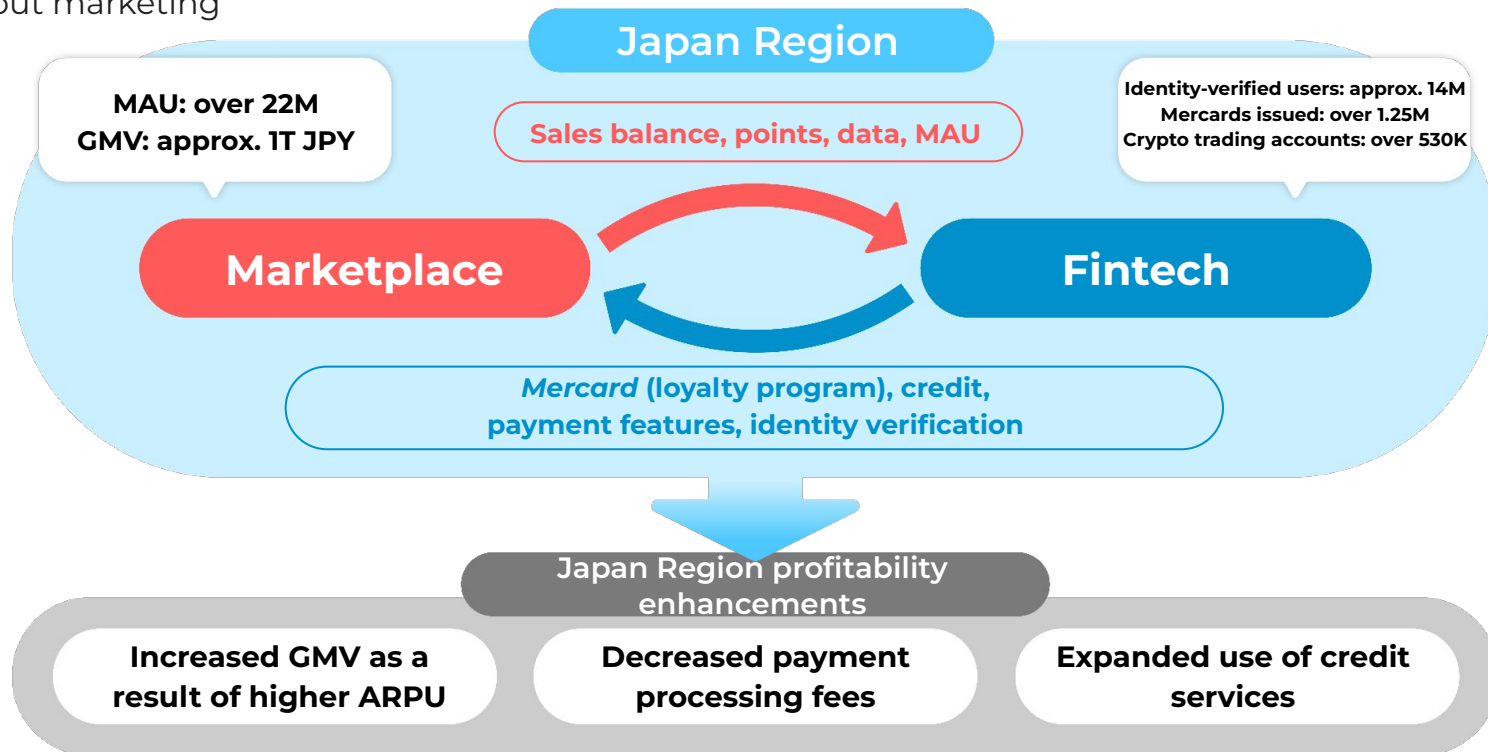 out marketing
Japan Region
MAU: over 22M
GMV: approx. 1T JPY
Identity-verified users: approx. 14M
Mercards issued: over 1.25M
Crypto trading accounts: over 530K
Sales balance, points, data, MAU
Marketplace
Fintech
Mercard (loyalty program), credit,
payment features, identity verification
Japan Region profitability
enhancements
Increased GMV as a
result of higher ARPU
Decreased payment
processing fees
Expanded use of credit
services